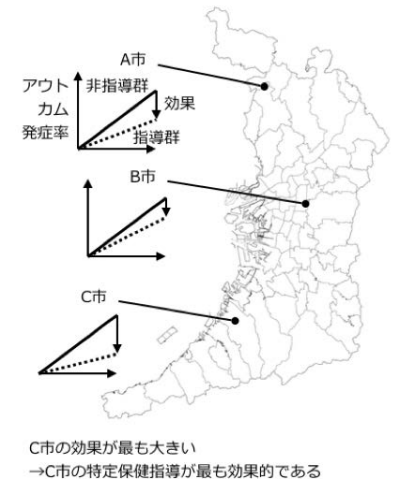 A市
アウト
カム
発症率
非指導群
効果
指導群
B市
C市
C市の効果が最も大きい
→C市の特定保健指導が最も効果的である